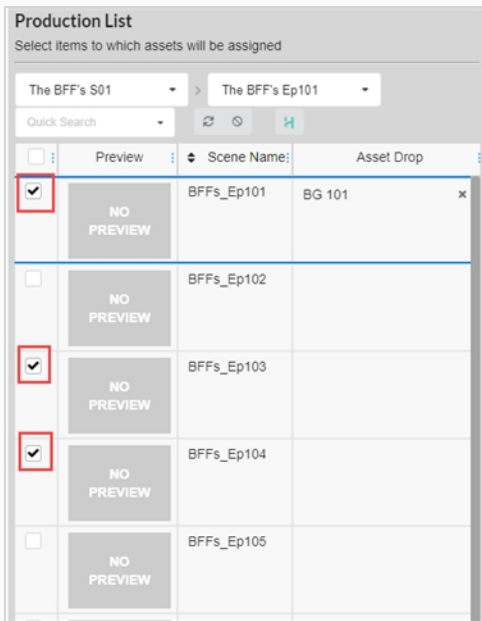 Production List
Select items to which assets will be assigned
The BFF's S01 > The BFF's Ep101
Quick Search
Preview Scene Name Asset Drop
NO PREVIEW BFFs_Ep101 BG 101
NO PREVIEW BFFs_Ep102
NO PREVIEW BFFs_Ep103
NO PREVIEW BFFs_Ep104
NO PREVIEW BFFs_Ep105